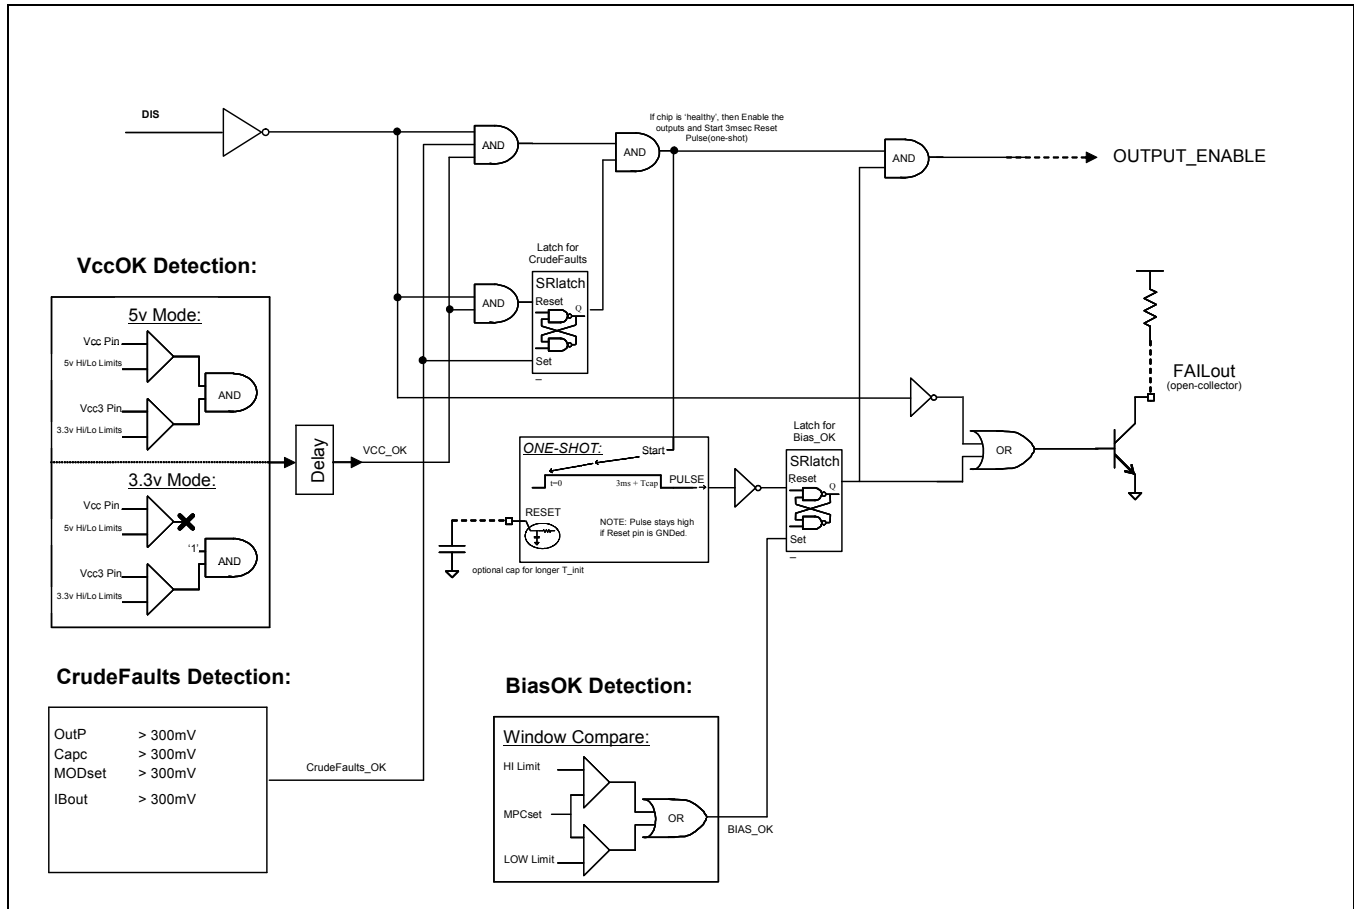 DIS
If chip is 'healthy', then Enable the
outputs and Start 3msec Reset
Pulse(one-shot)
AND
AND
AND
OUTPUT_ENABLE
Latch for
CrudeFaults
SRlatch
Reset
Q
Set
AND
VccOK Detection:
5v Mode:
Vcc Pin
5v Hi/Lo Limits
AND
Vcc3 Pin
3.3v Hi/Lo Limits
Delay
VCC_OK
3.3v Mode:
Vcc Pin
5v Hi/Lo Limits
'1'
AND
Vcc3 Pin
3.3v Hi/Lo Limits
FAILout
(open-collector)
Latch for
Bias_OK
SRlatch
Reset
Q
Set
OR
ONE-SHOT:
Start
t=0
3ms + Tcap
PULSE
RESET
NOTE: Pulse stays high
if Reset pin is GNDed.
optional cap for longer T_init
CrudeFaults Detection:
OutP > 300mV
Capc > 300mV
MODset > 300mV
IBout > 300mV
CrudeFaults_OK
BiasOK Detection:
Window Compare:
HI Limit
MPCset
OR
BIAS_OK
LOW Limit